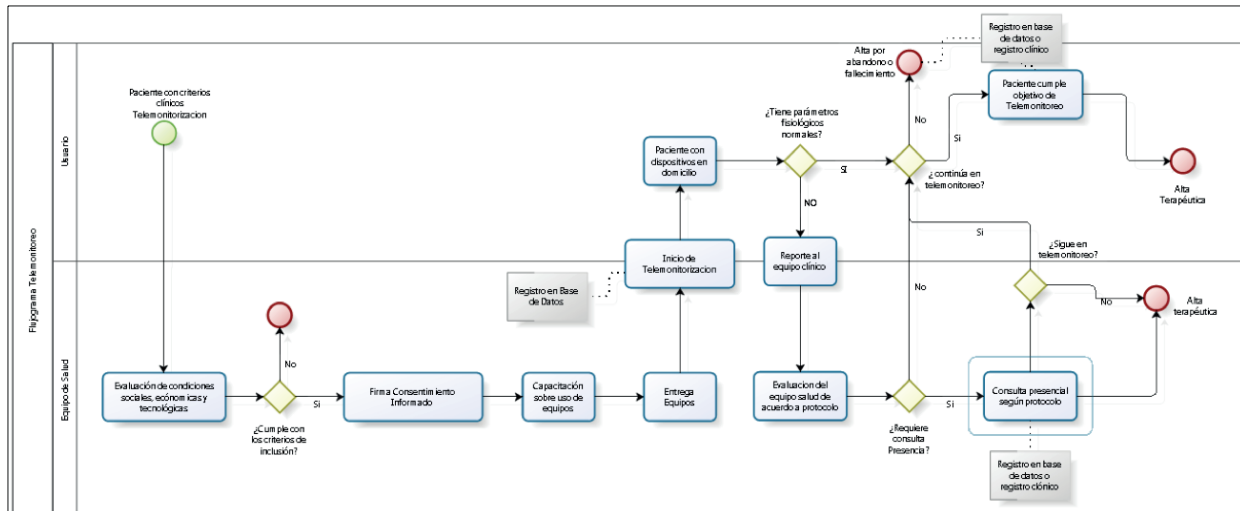 Flujograma Telemonitoreo
Usuario
Equipo de Salud
Paciente con criterios
clínicos
Telemonitorizacion
Evaluación de condiciones
sociales, económicas y
tecnológicas
No
Si
¿Cumple con
los criterios de
inclusión?
Firma Consentimiento
Informado
Capacitación
sobre uso de
equipos
Entrega
Equipos
Registro en Base
de Datos
Inicio de
Telemonitorizacion
Paciente con
dispositivos en
domicilio
¿Tiene parámetros
fisiológicos
normales?
SI
NO
Reporte al
equipo clínico
Evaluacion del
equipo salud de
acuerdo a protocolo
¿Requiere
consulta
Presencia?
No
Si
Alta por
abandono o
fallecimiento
No
¿continúa en
telemonitoreo?
Si
Registro en base
de datos o
registro clínico
Paciente cumple
objetivo de
Telemonitoreo
Alta
Terapéutica
Si
¿Sigue en
telemonitoreo?
No
Alta
terapéutica
Consulta presencial
según protocolo
Registro en base
de datos o
registro clónico